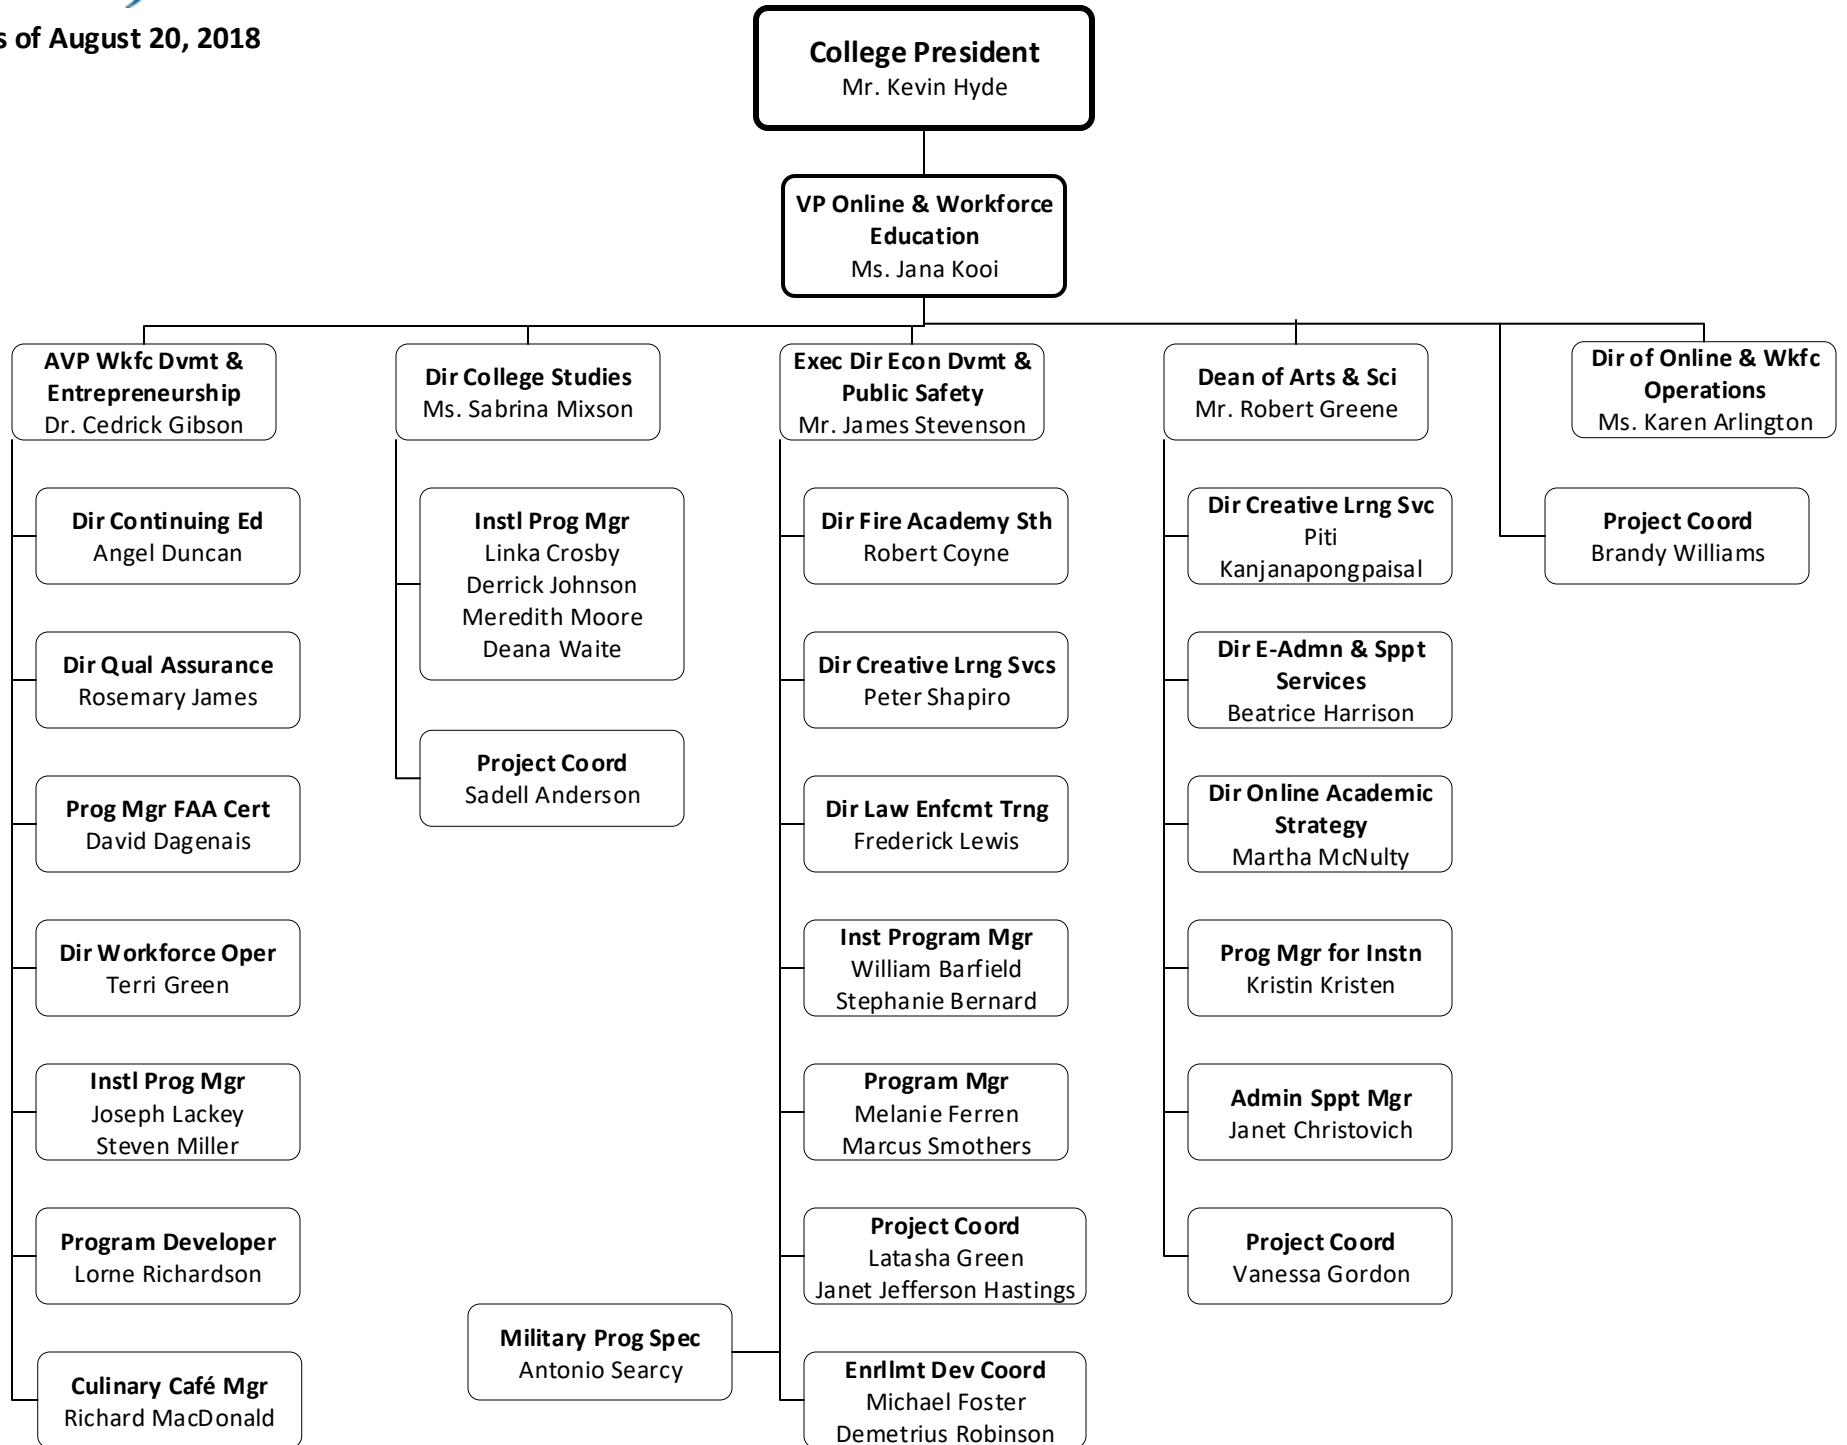 s of August 20, 2018
College President
Mr. Kevin Hyde
VP Online & Workforce
Education
Ms. Jana Kooi
AVP Wkfc Dvmt &
Entrepreneurship
Dr. Cedrick Gibson
Dir Continuing Ed
Angel Duncan
Dir Qual Assurance
Rosemary James
Prog Mgr FAA Cert
David Dagenais
Dir Workforce Oper
Terri Green
Instl Prog Mgr
Joseph Lackey
Steven Miller
Program Developer
Lorne Richardson
Culinary Café Mgr
Richard MacDonald
Dir College Studies
Ms. Sabrina Mixson
Instl Prog Mgr
Linka Crosby
Derrick Johnson
Meredith Moore
Deana Waite
Project Coord
Sadell Anderson
Exec Dir Econ Dvmt &
Public Safety
Mr. James Stevenson
Dir Fire Academy Sth
Robert Coyne
Dir Creative Lrng Svcs
Peter Shapiro
Dir Law Enfcmt Trng
Frederick Lewis
Inst Program Mgr
William Barfield
Stephanie Bernard
Program Mgr
Melanie Ferren
Marcus Smothers
Project Coord
Latasha Green
Janet Jefferson Hastings
Military Prog Spec
Antonio Searcy
Enrllmt Dev Coord
Michael Foster
Demetrius Robinson
Dean of Arts & Sci
Mr. Robert Greene
Dir Creative Lrng Svc
Piti
Kanjanapongpaisal
Dir E-Admn & Sppt
Services
Beatrice Harrison
Dir Online Academic
Strategy
Martha McNulty
Prog Mgr for Instn
Kristin Kristen
Admin Sppt Mgr
Janet Christovich
Project Coord
Vanessa Gordon
Dir of Online & Wkfc
Operations
Ms. Karen Arlington
Project Coord
Brandy Williams